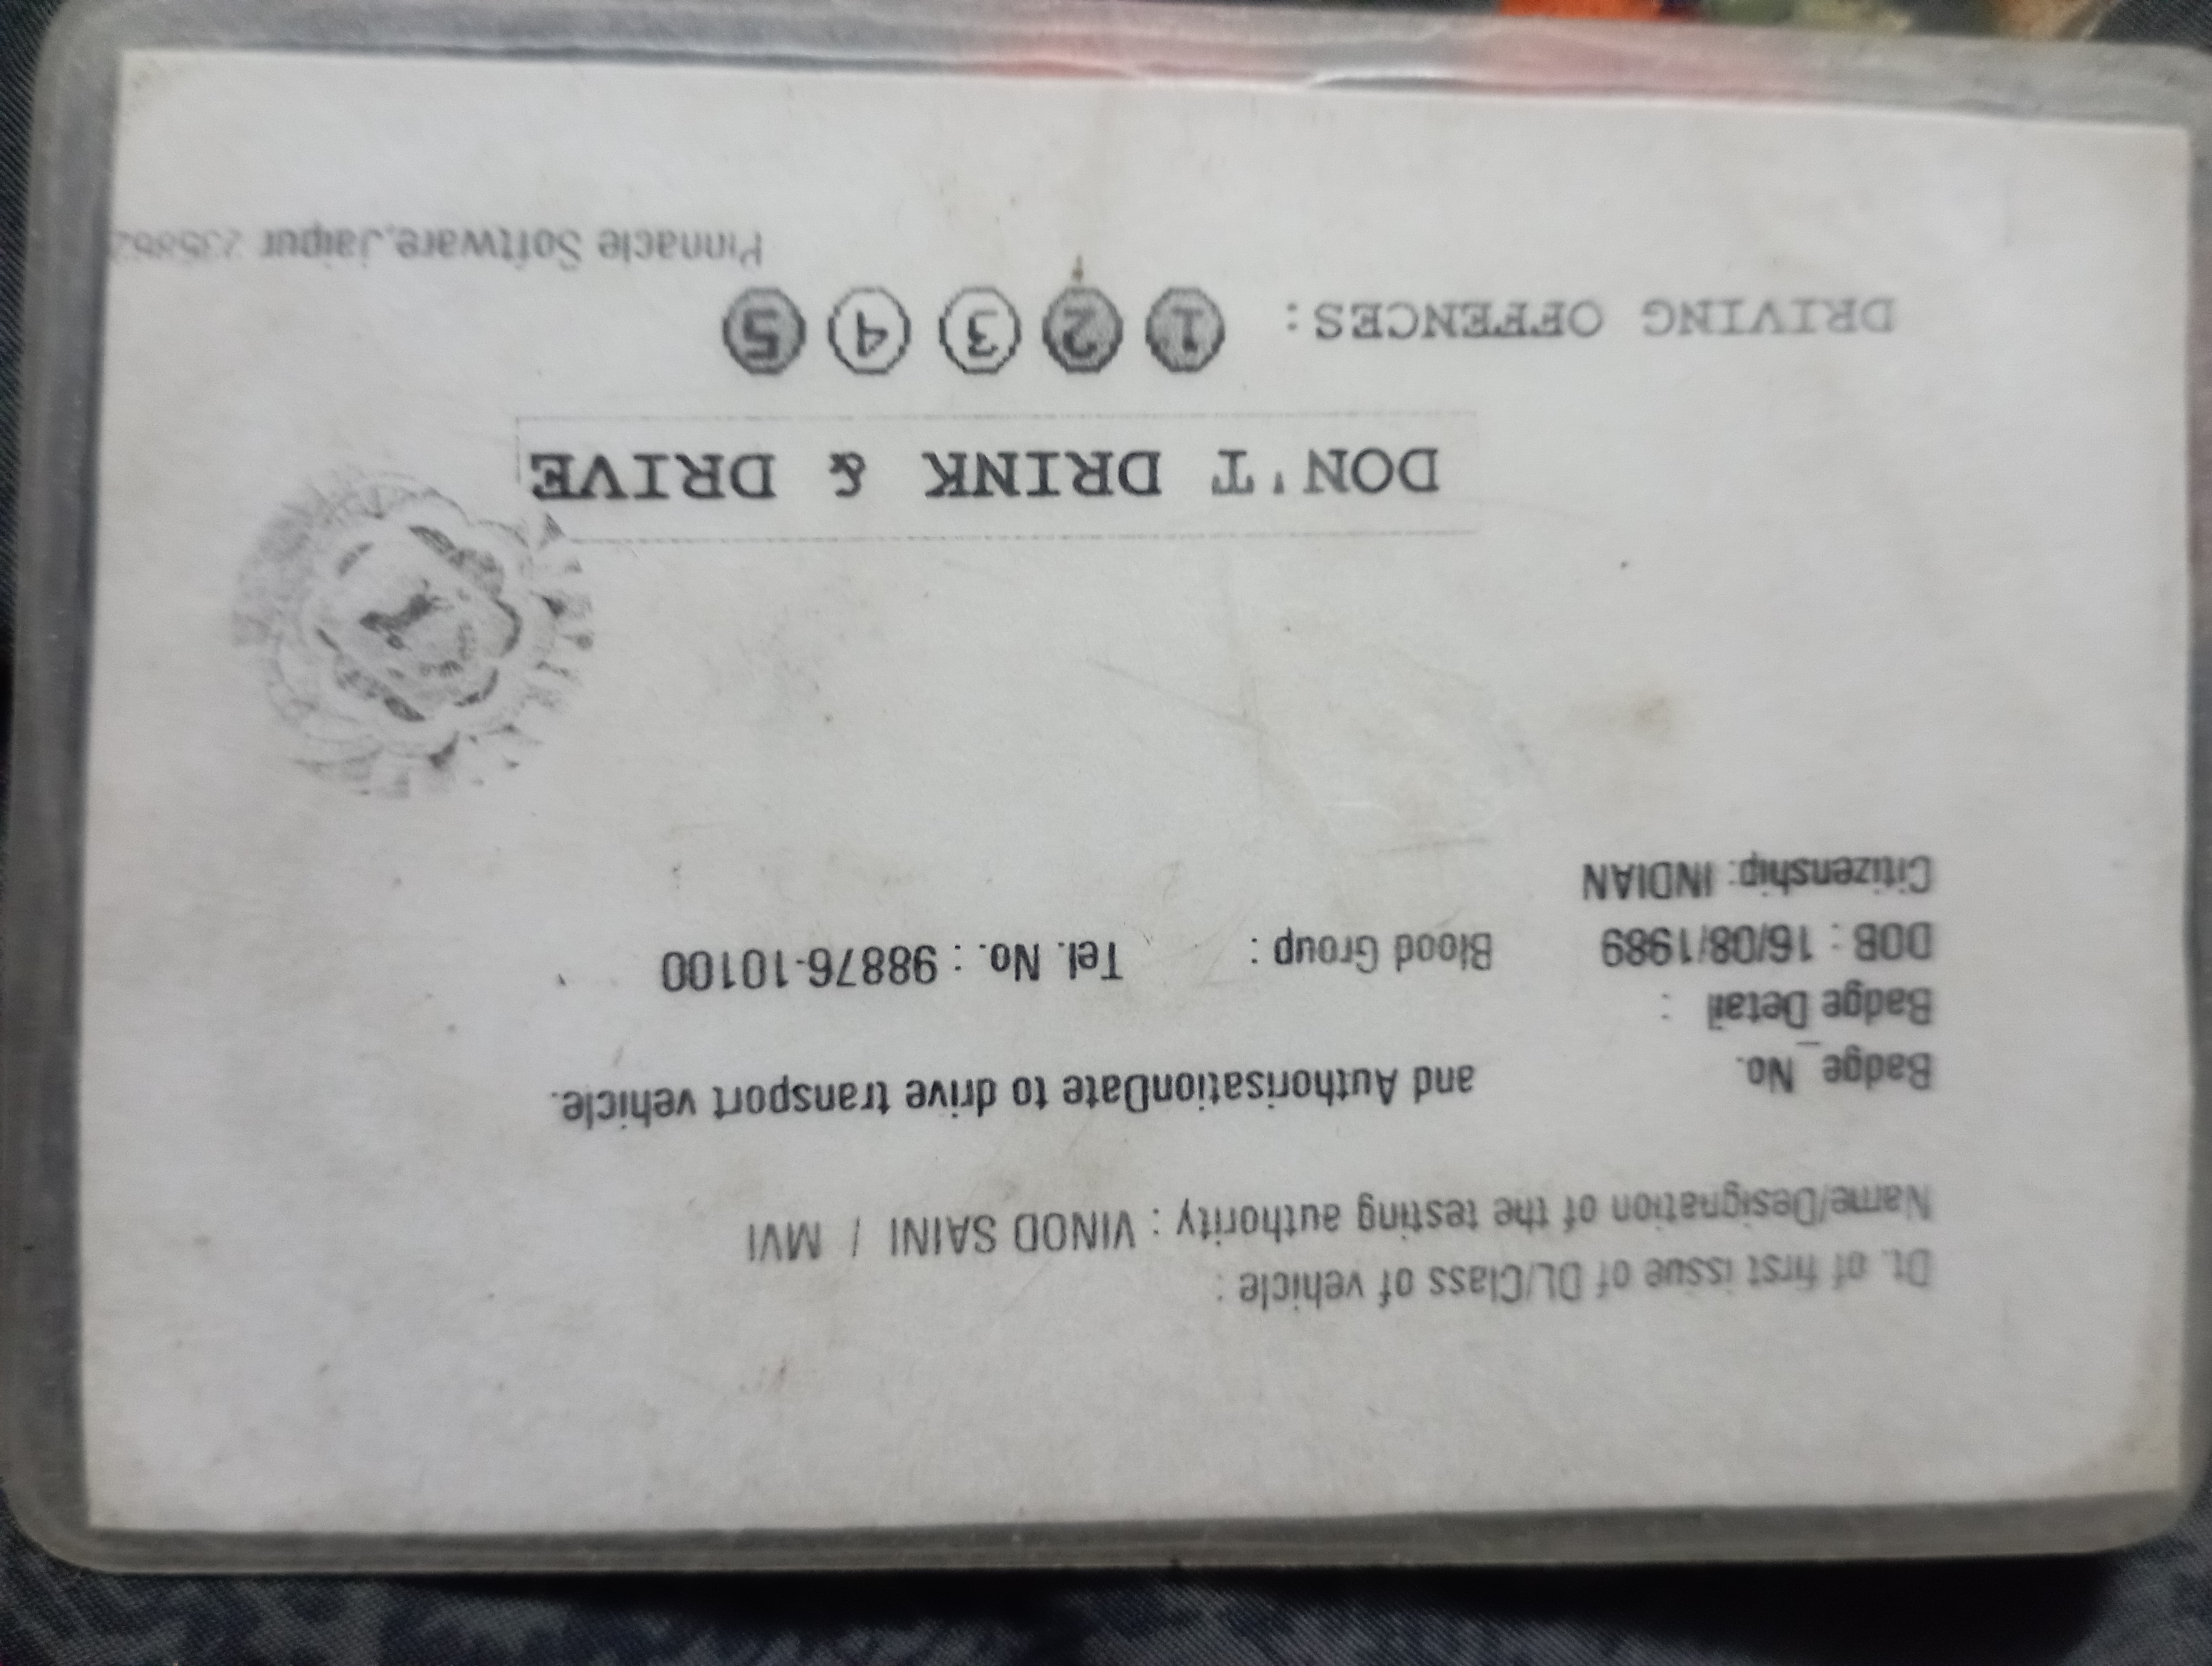 Dt. of first issue of DL/Class of vehicle :
Name/Designation of the testing authority : VINOD SAINI / MVI
Badge_No. and AuthorisationDate to drive transport vehicle.
Badge Detail :
DOB : 16/08/1989 Blood Group : Tel. No. : 98876-10100
Citizenship: INDIAN
DON'T DRINK & DRIVE
DRIVING OFFENCES: 1 2 3 4 5
Pinnacle Software,Jaipur